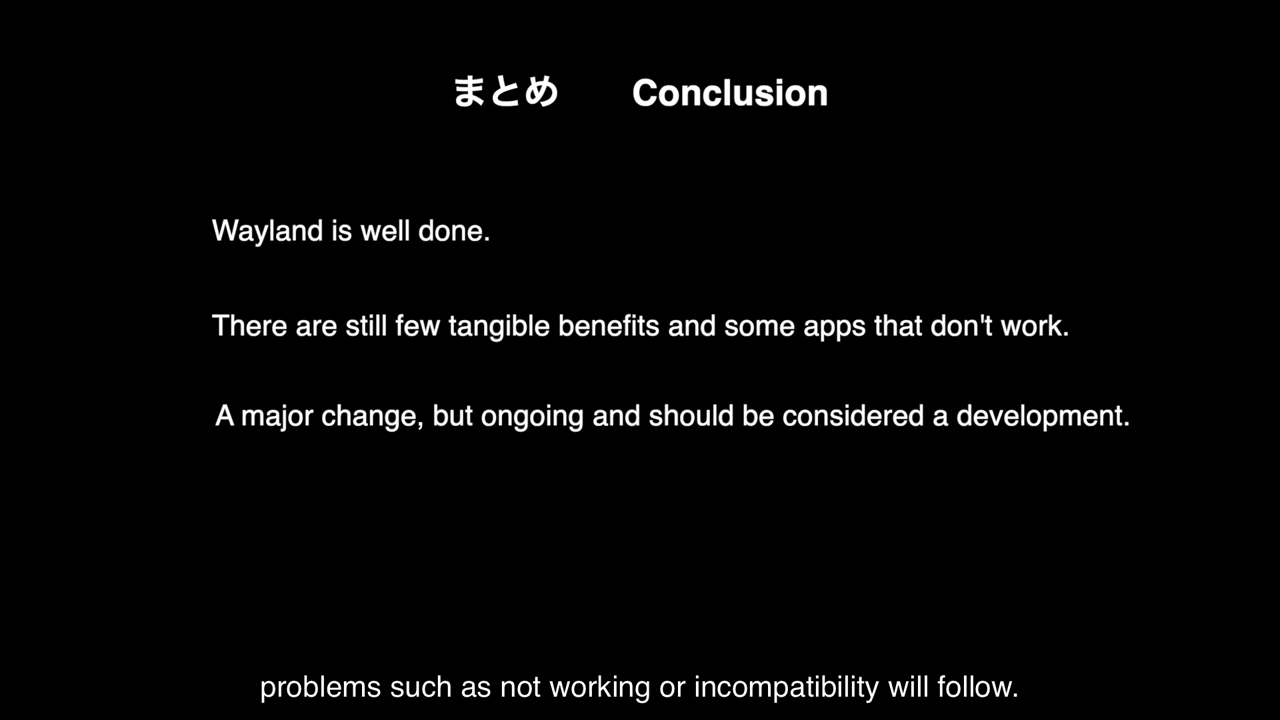 まとめ Conclusion
Wayland is well done.
There are still few tangible benefits and some apps that don't work.
A major change, but ongoing and should be considered a development.
problems such as not working or incompatibility will follow.